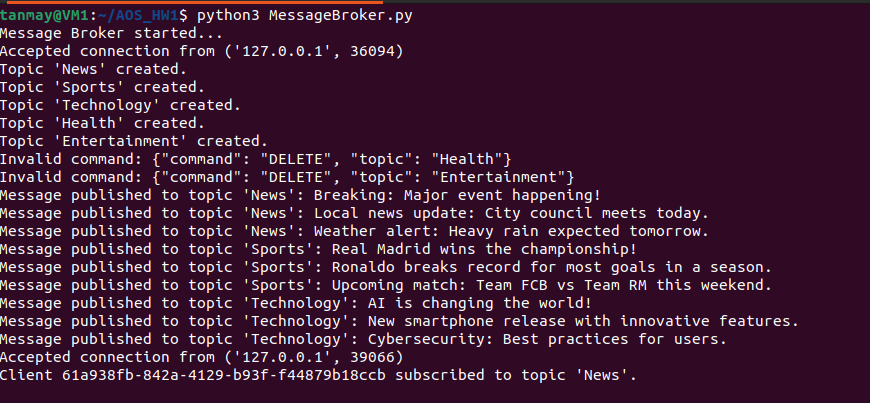 tanmay@VM1:~/AOS_HW1$ python3 MessageBroker.py
Message Broker started...
Accepted connection from ('127.0.0.1', 36094)
Topic 'News' created.
Topic 'Sports' created.
Topic 'Technology' created.
Topic 'Health' created.
Topic 'Entertainment' created.
Invalid command: {"command": "DELETE", "topic": "Health"}
Invalid command: {"command": "DELETE", "topic": "Entertainment"}
Message published to topic 'News': Breaking: Major event happening!
Message published to topic 'News': Local news update: City council meets today.
Message published to topic 'News': Weather alert: Heavy rain expected tomorrow.
Message published to topic 'Sports': Real Madrid wins the championship!
Message published to topic 'Sports': Ronaldo breaks record for most goals in a season.
Message published to topic 'Sports': Upcoming match: Team FCB vs Team RM this weekend.
Message published to topic 'Technology': AI is changing the world!
Message published to topic 'Technology': New smartphone release with innovative features.
Message published to topic 'Technology': Cybersecurity: Best practices for users.
Accepted connection from ('127.0.0.1', 39066)
Client 61a938fb-842a-4129-b93f-f44879b18ccb subscribed to topic 'News'.